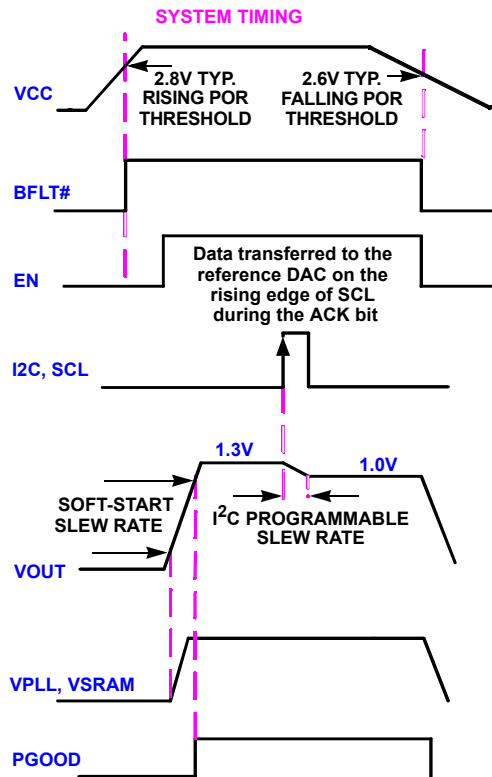 SYSTEM TIMING
VCC
2.8V TYP.
RISING POR
THRESHOLD
2.6V TYP.
FALLING POR
THRESHOLD
BFLT#
EN
Data transferred to the
reference DAC on the
rising edge of SCL
during the ACK bit
I2C, SCL
1.3V
1.0V
SOFT-START
SLEW RATE
I²C PROGRAMMABLE
SLEW RATE
VOUT
VPLL, VSRAM
PGOOD